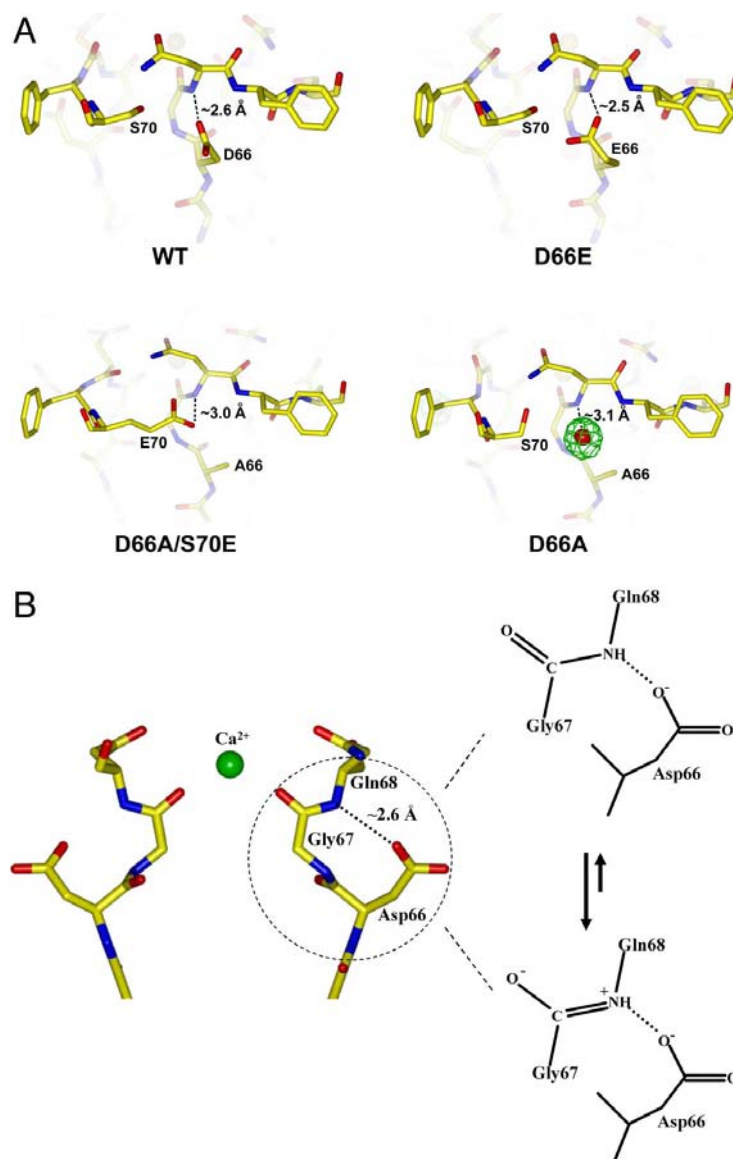 A
~2.6 Å
S70
D66
WT
~2.5 Å
S70
E66
D66E
~3.0 Å
E70
A66
D66A/S70E
~3.1 Å
S70
A66
D66A
B
Ca2+
Gln68
~2.6 Å
Gly67
Asp66
Gln68
O
NH
C
O-
Gly67
O
Asp66
Gln68
O-
+
NH
C
O-
Gly67
O
Asp66